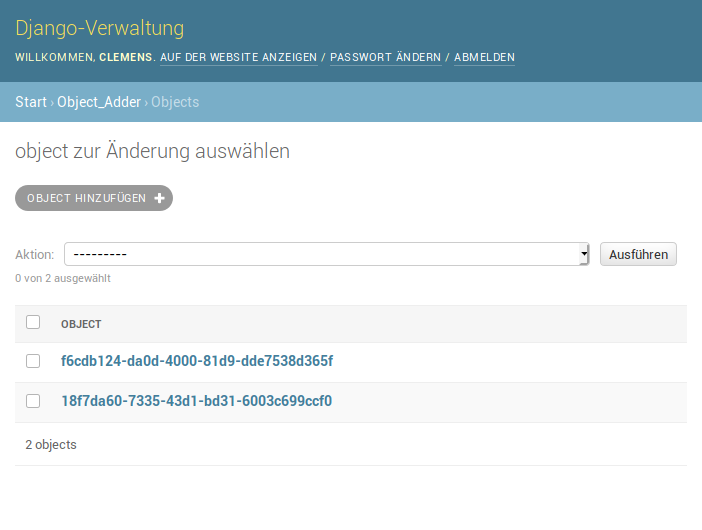 Django-Verwaltung
WILLKOMMEN, CLEMENS. AUF DER WEBSITE ANZEIGEN / PASSWORT ÄNDERN / ABMELDEN
Start › Object_Adder › Objects
object zur Änderung auswählen
OBJECT HINZUFÜGEN +
Aktion: --------- Ausführen
0 von 2 ausgewählt
OBJECT
f6cdb124-da0d-4000-81d9-dde7538d365f
18f7da60-7335-43d1-bd31-6003c699ccf0
2 objects